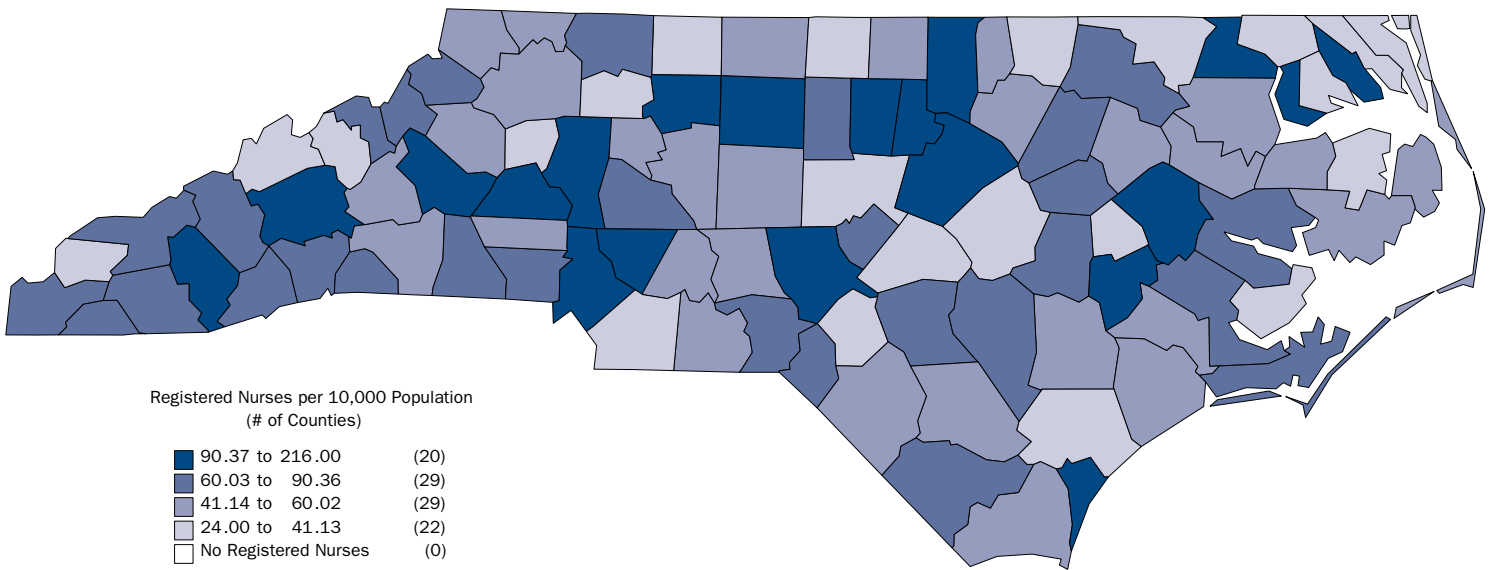 Registered Nurses per 10,000 Population
(# of Counties)
90.37 to 216.00 (20)
60.03 to 90.36 (29)
41.14 to 60.02 (29)
24.00 to 41.13 (22)
No Registered Nurses (0)